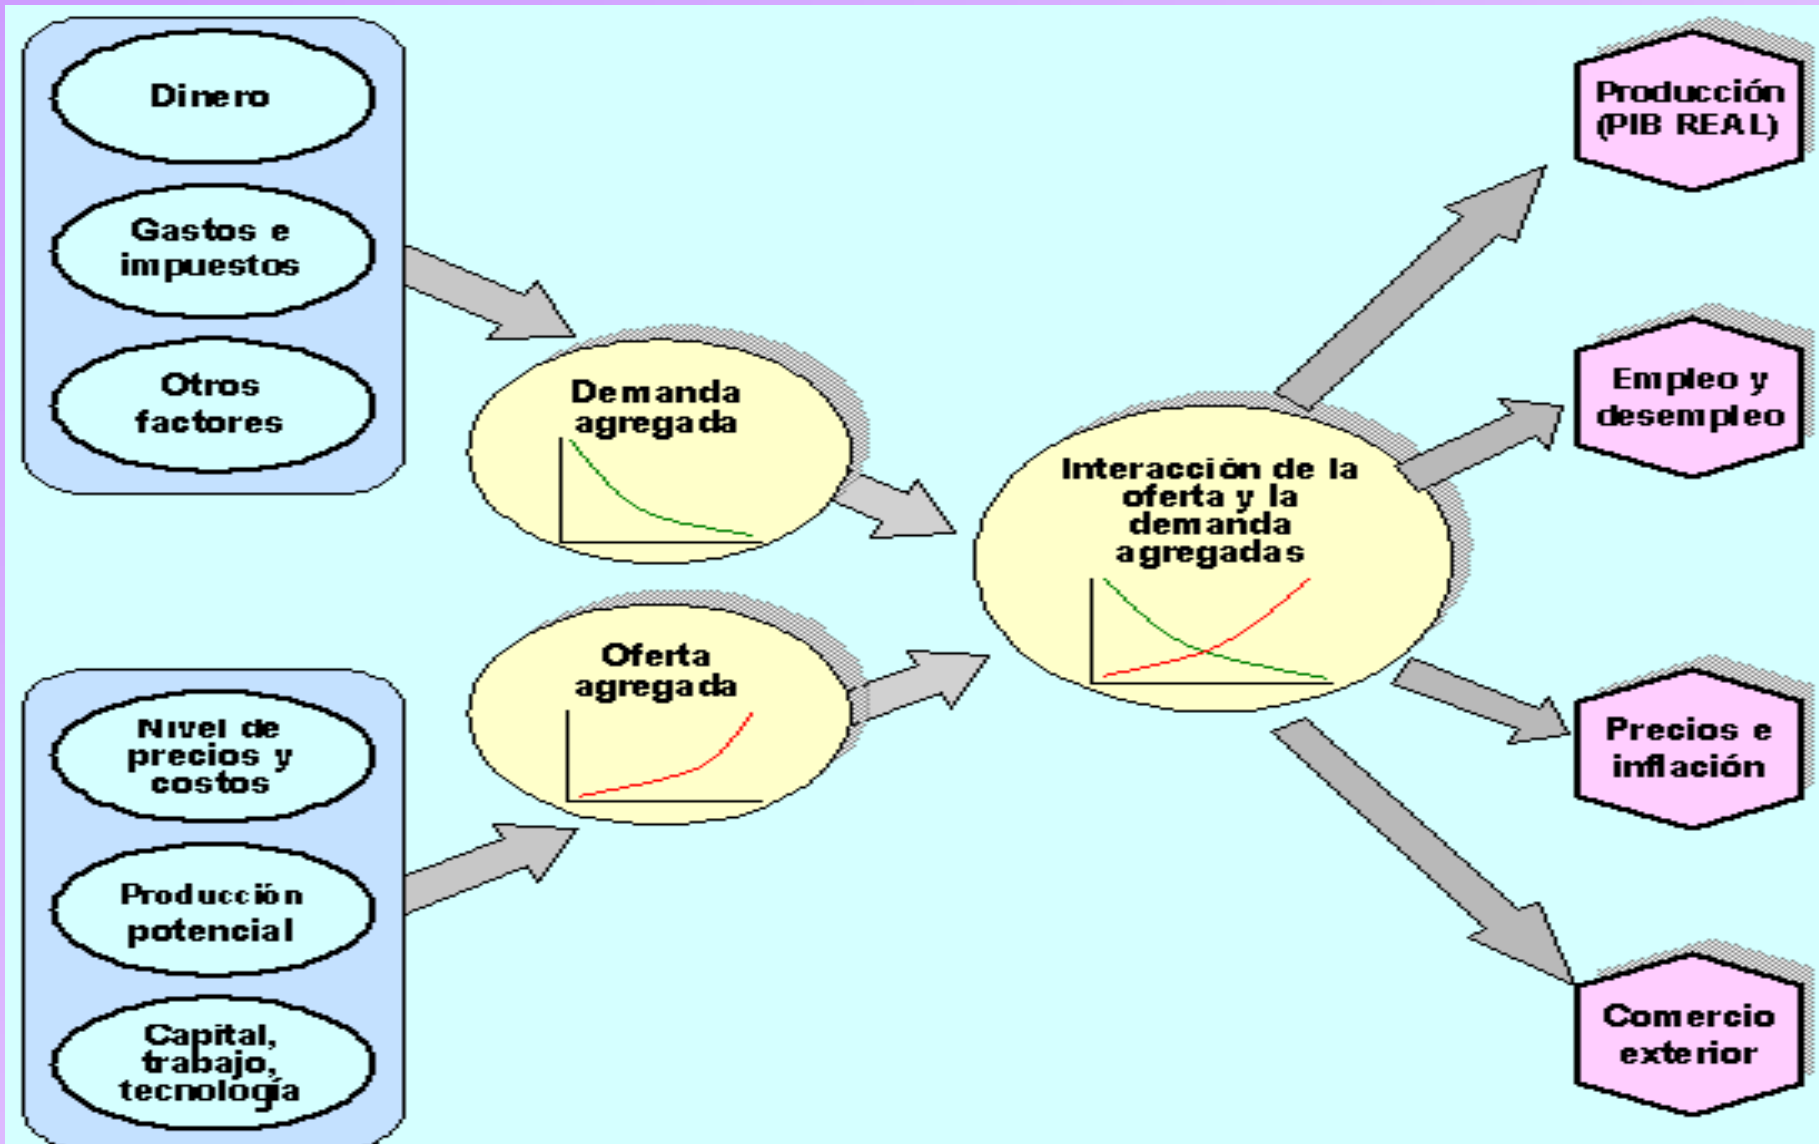 Dinero
Gastos e
impuestos
Otros
factores
Nivel de
precios y
costos
Producción
potencial
Capital,
trabajo,
tecnología
Demanda
agregada
Oferta
agregada
Interacción de la
oferta y la
demanda
agregadas
Producción
(PIB REAL)
Empleo y
desempleo
Precios e
inflación
Comercio
exterior